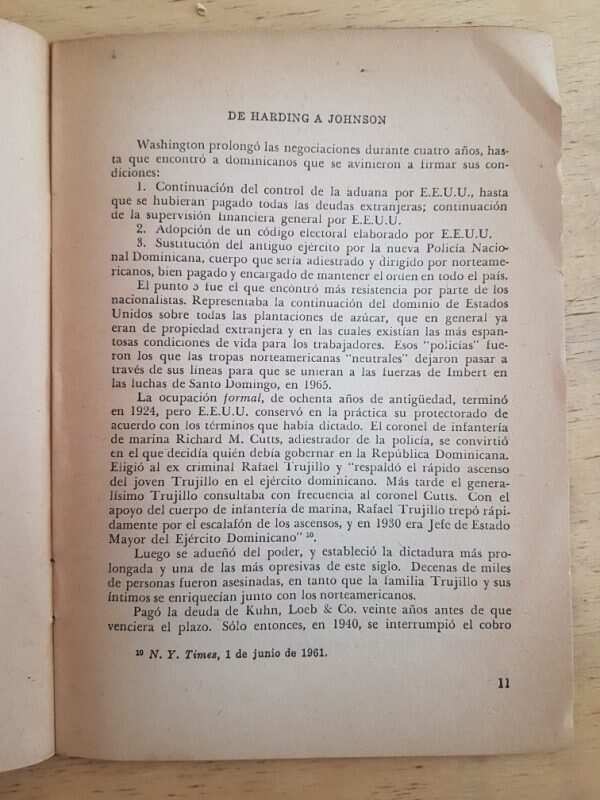 DE HARDING A JOHNSON
Washington prolongó las negociaciones durante cuatro años, has-
ta que encontró a dominicanos que se avinieron a firmar sus con-
diciones:
1. Continuación del control de la aduana por E.E.U.U., hasta
que se hubieran pagado todas las deudas extranjeras; continuación
de la supervisión financiera general por E.E.U.U.
2. Adopción de un código electoral elaborado por E.E.U.U.
3. Sustitución del antiguo ejército por la nueva Policía Nacio-
nal Dominicana, cuerpo que sería adiestrado y dirigido por norteame-
ricanos, bien pagado y encargado de mantener el orden en todo el país.
El punto 3 fue el que encontró más resistencia por parte de los
nacionalistas. Representaba la continuación del dominio de Estados
Unidos sobre todas las plantaciones de azúcar, que en general ya
eran de propiedad extranjera y en las cuales existían las más espan-
tosas condiciones de vida para los trabajadores. Esos "policías" fue-
ron los que las tropas norteamericanas "neutrales" dejaron pasar a
través de sus líneas para que se unieran a las fuerzas de Imbert en
las luchas de Santo Domingo, en 1965.
La ocupación formal, de ochenta años de antigüedad, terminó
en 1924, pero E.E.U.U. conservó en la práctica su protectorado de
acuerdo con los términos que había dictado. El coronel de infantería
de marina Richard M. Cutts, adiestrador de la policía, se convirtió
en el que decidía quién debía gobernar en la República Dominicana.
Eligió al ex criminal Rafael Trujillo y "respaldó el rápido ascenso
del joven Trujillo en el ejército dominicano. Más tarde el genera-
lísimo Trujillo consultaba con frecuencia al coronel Cutts. Con el
apoyo del cuerpo de infantería de marina, Rafael Trujillo trepó rápi-
damente por el escalafón de los ascensos, y en 1930 era Jefe de Estado
Mayor del Ejército Dominicano" 10.
Luego se adueñó del poder, y estableció la dictadura más pro-
longada y una de las más opresivas de este siglo. Decenas de miles
de personas fueron asesinadas, en tanto que la familia Trujillo y sus
íntimos se enriquecían junto con los norteamericanos.
Pagó la deuda de Kuhn, Loeb & Co. veinte años antes de que
venciera el plazo. Sólo entonces, en 1940, se interrumpió el cobro
10 N. Y. Times, 1 de junio de 1961.
11